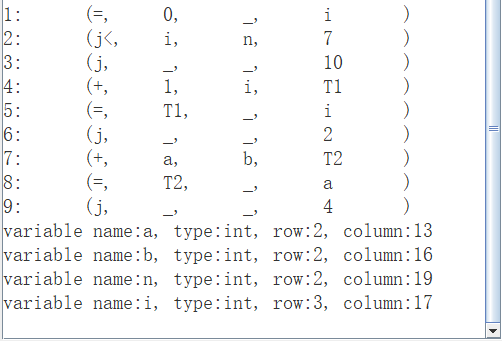 1: (=, 0, _, i )
2: (j<, i, n, 7 )
3: (j, _, _, 10 )
4: (+, 1, i, T1 )
5: (=, T1, _, i )
6: (j, _, _, 2 )
7: (+, a, b, T2 )
8: (=, T2, _, a )
9: (j, _, _, 4 )
variable name:a, type:int, row:2, column:13
variable name:b, type:int, row:2, column:16
variable name:n, type:int, row:2, column:19
variable name:i, type:int, row:3, column:17